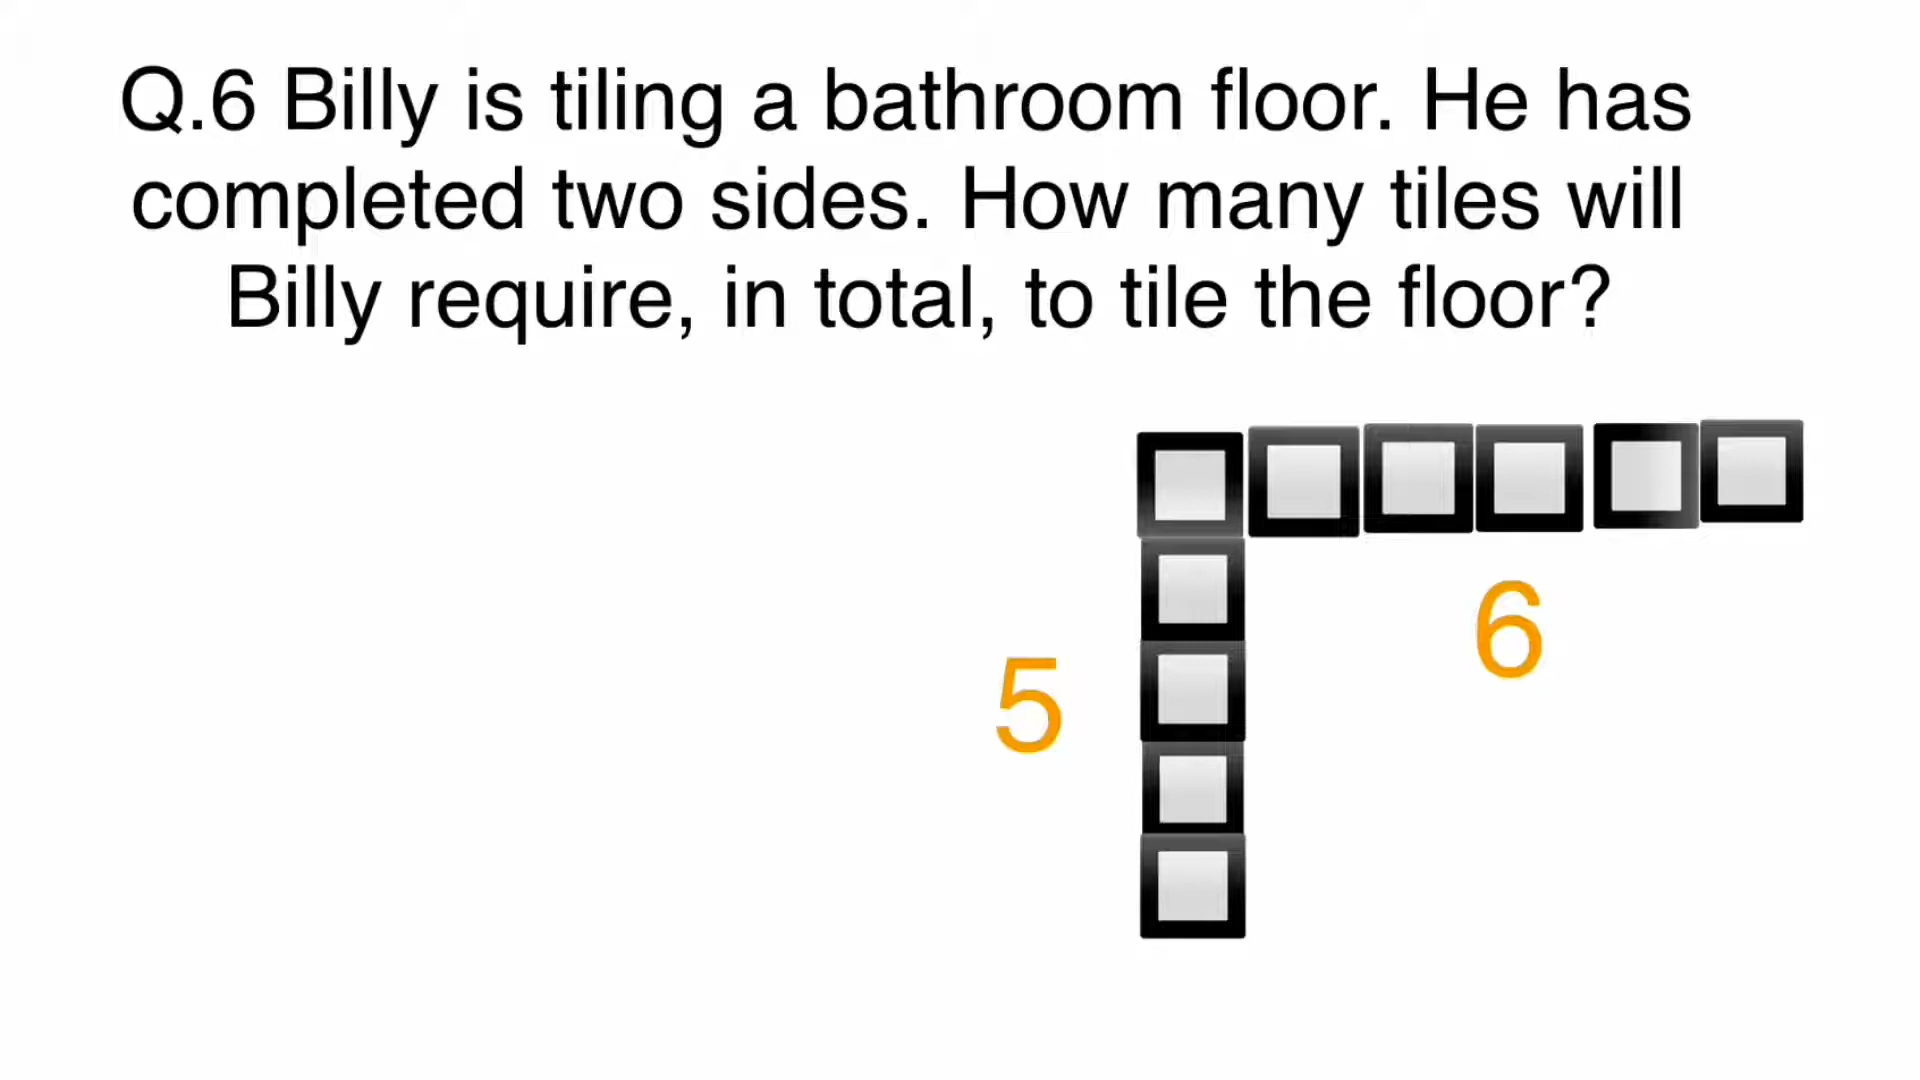 Q.6 Billy is tiling a bathroom floor. He has
completed two sides. How many tiles will
Billy require, in total, to tile the floor?
6
5